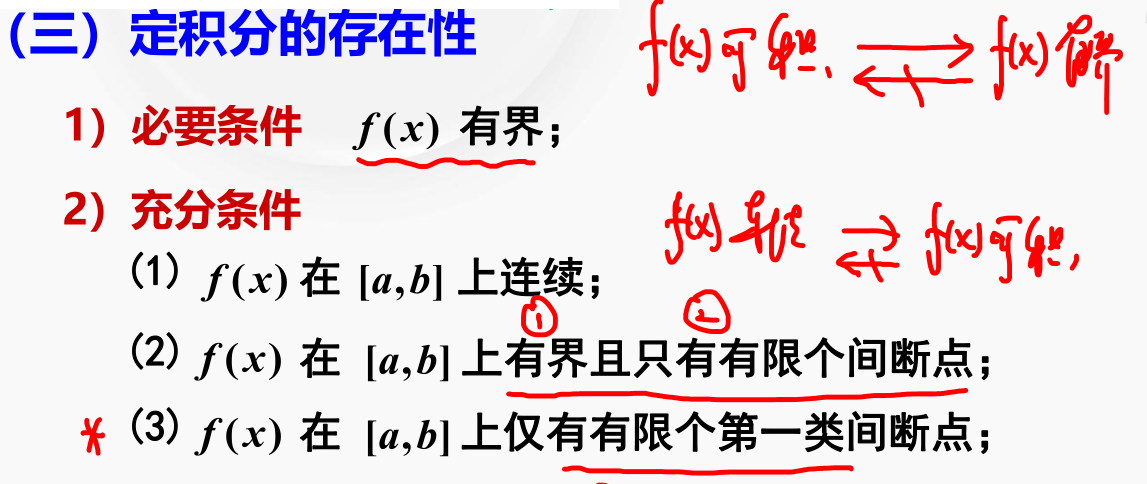 (三) 定积分的存在性
f(x)可积、 ⇄ f(x)有界
1) 必要条件 f(x) 有界;
2) 充分条件
f(x) 连续 ⇄ f(x)可积,
(1) f(x) 在 [a,b] 上连续;
① ②
(2) f(x) 在 [a,b] 上有界且只有有限个间断点;
* (3) f(x) 在 [a,b] 上仅有有限个第一类间断点;